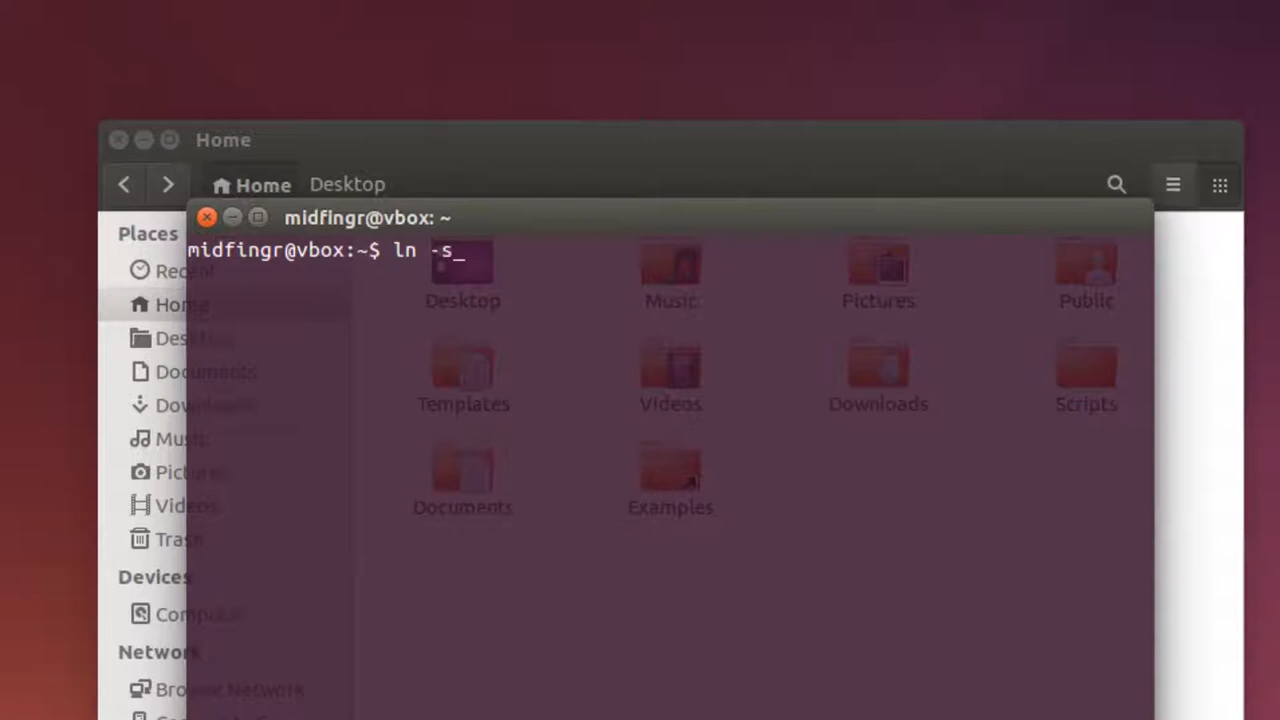 Home
Home Desktop
midfingr@vbox: ~
midfingr@vbox:~$ ln -s_
Places
Recent
Home
Desktop
Documents
Downloads
Music
Pictures
Videos
Trash
Devices
Computer
Network
Browse Network
Desktop Music Pictures Public
Templates Videos Downloads Scripts
Documents Examples